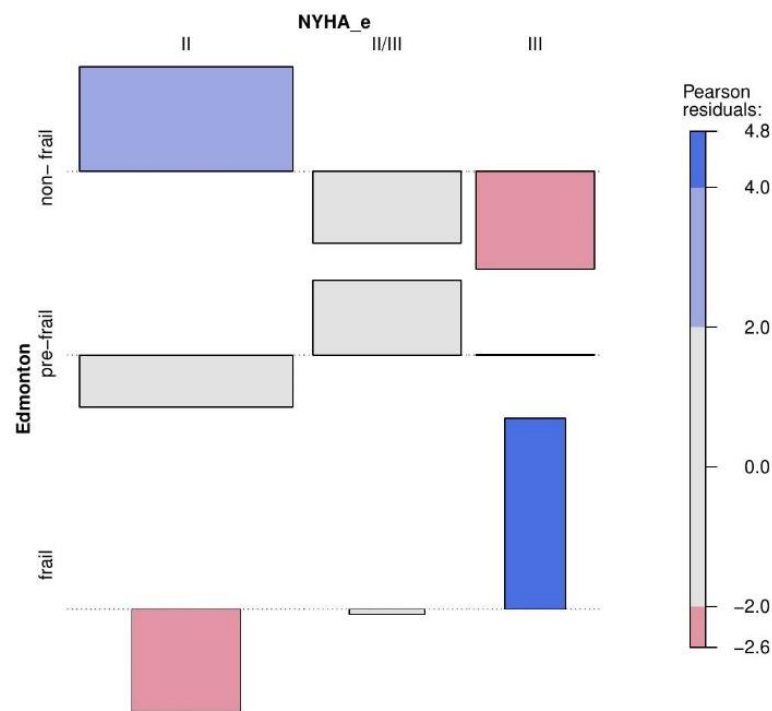 NYHA_e
II II/III III
Pearson
residuals:
4.8
4.0
2.0
0.0
−2.0
−2.6
Edmonton
non− frail
pre−frail
frail